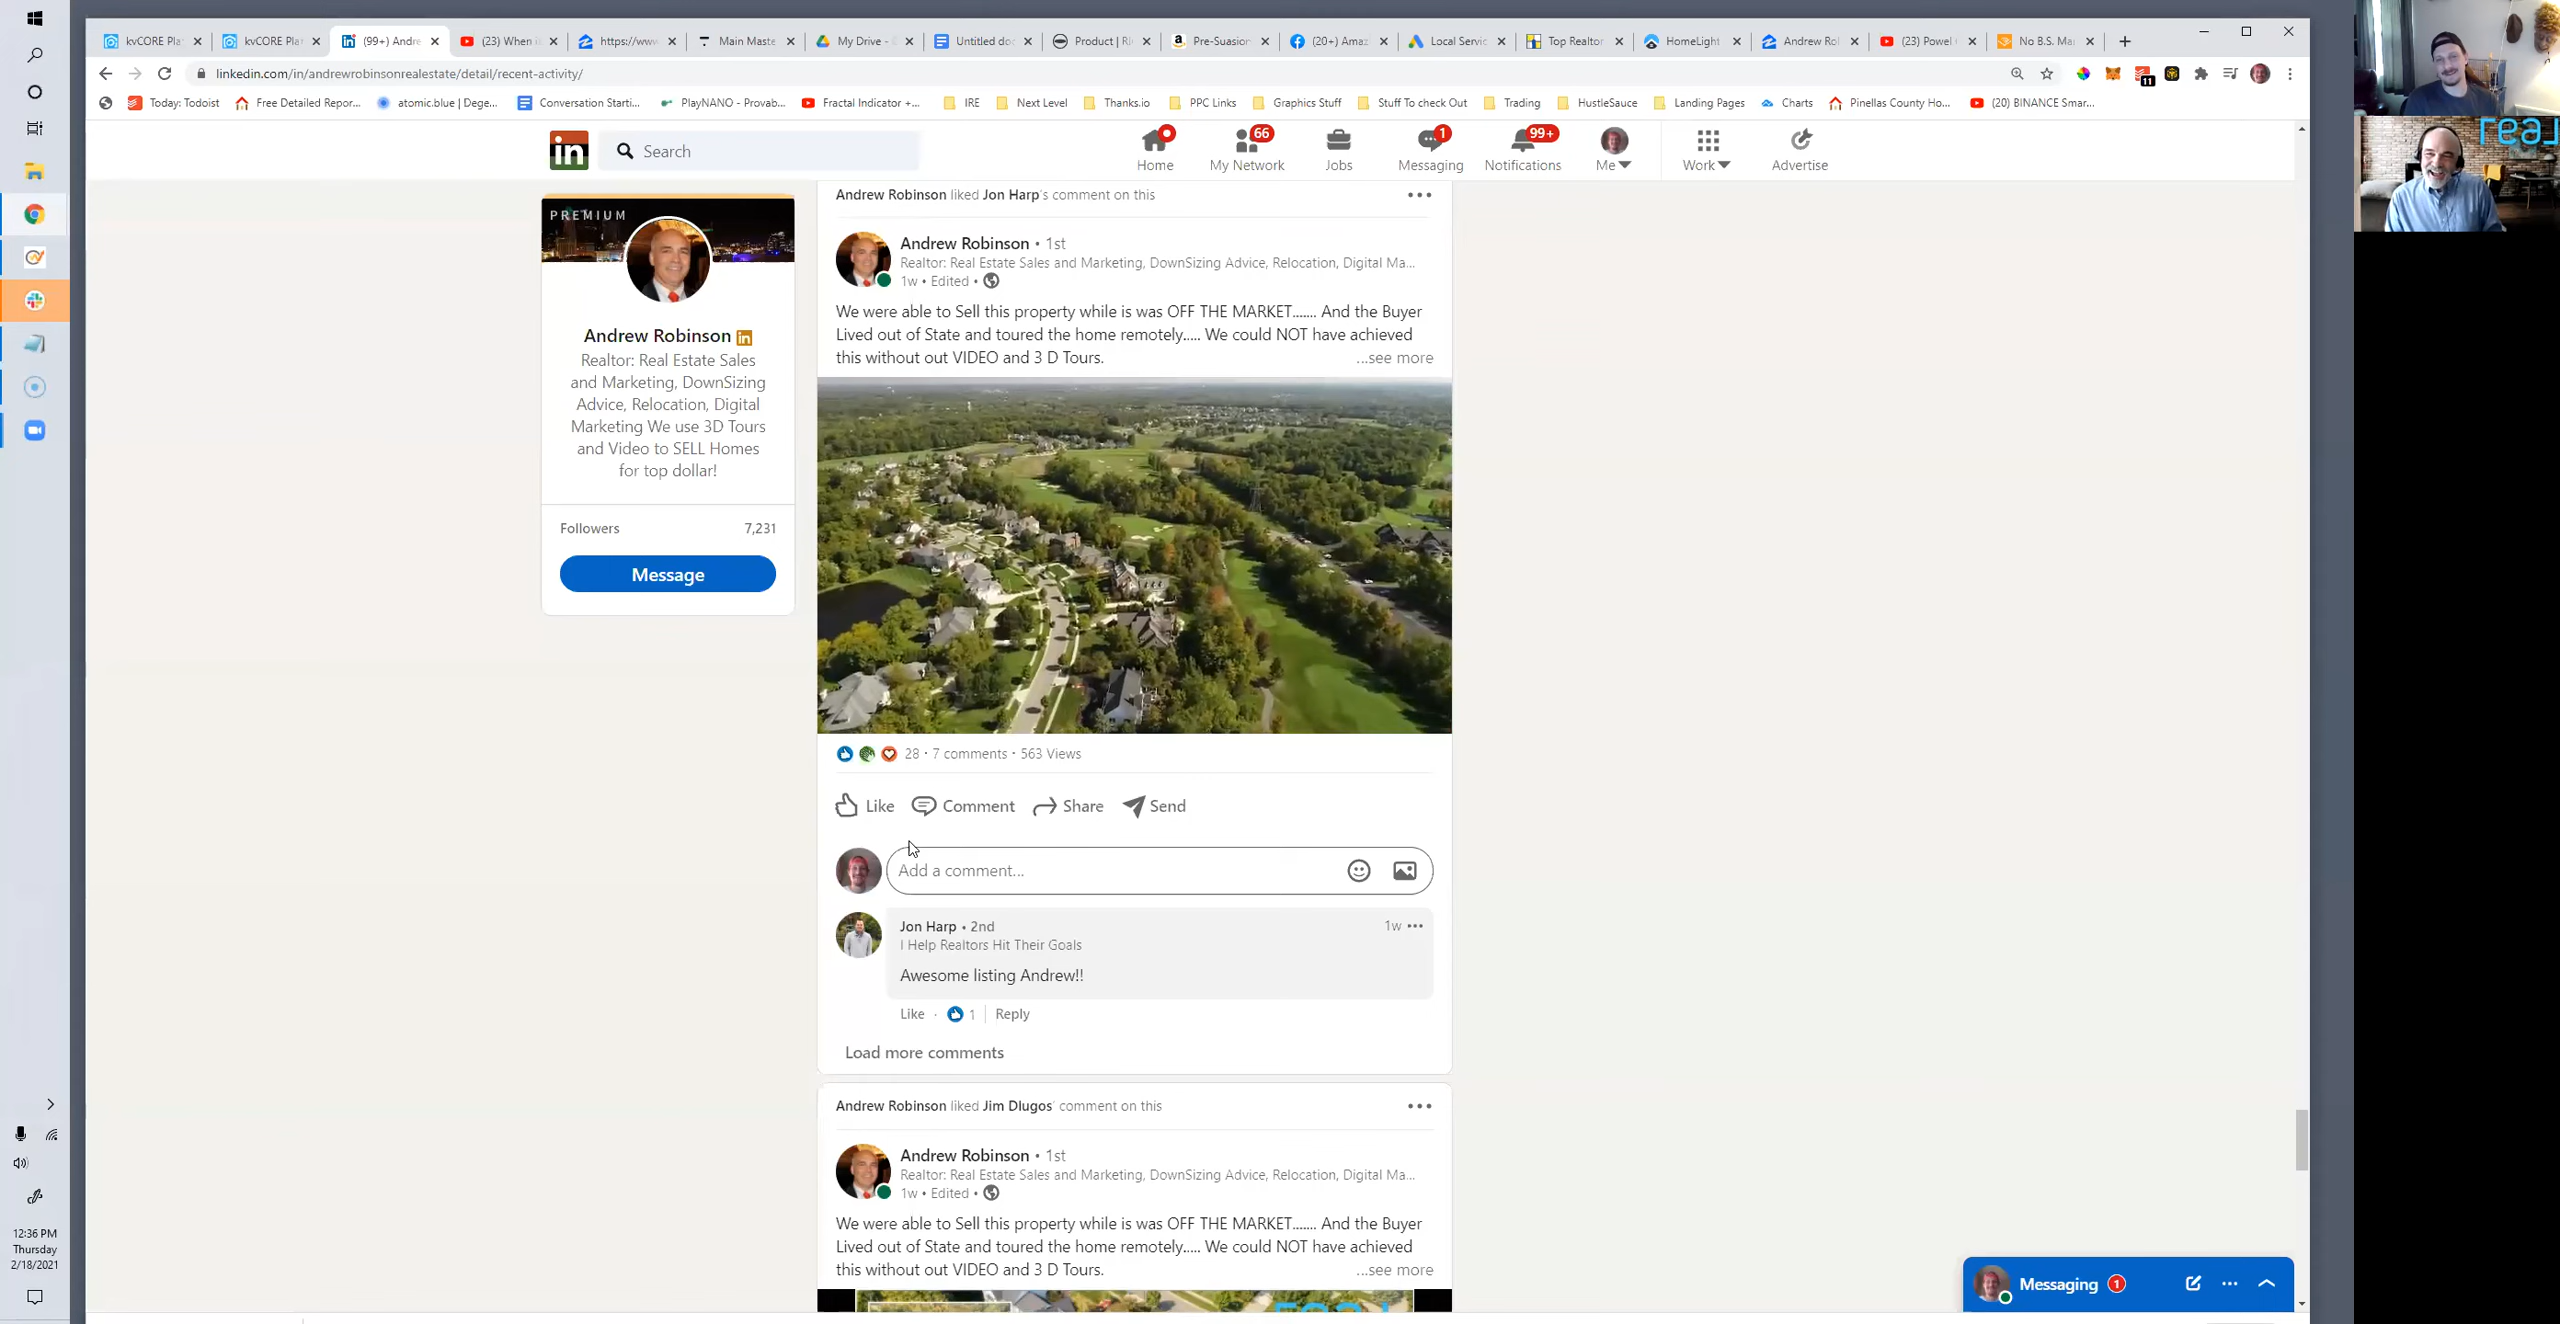 kvCORE Pla
kvCORE Pla
(99+) Andre
(23) When i
https://www
Main Maste
My Drive -
Untitled do
Product | Ri
Pre-Suasion
(20+) Amaz
Local Servic
Top Realtor
HomeLight
Andrew Rol
(23) Powel
No B.S. Ma
linkedin.com/in/andrewrobinsonrealestate/detail/recent-activity/
11
Today: Todoist
Free Detailed Repor...
atomic.blue | Dege...
Conversation Starti...
PlayNANO - Provab...
Fractal Indicator +...
IRE
Next Level
Thanks.io
PPC Links
Graphics Stuff
Stuff To check Out
Trading
HustleSauce
Landing Pages
Charts
Pinellas County Ho...
(20) BINANCE Smar...
in
Search
Home
66
My Network
Jobs
1
Messaging
99+
Notifications
Me
Work
Advertise
real
PREMIUM
Andrew Robinson in
Realtor: Real Estate Sales
and Marketing, DownSizing
Advice, Relocation, Digital
Marketing We use 3D Tours
and Video to SELL Homes
for top dollar!
Followers 7,231
Message
Andrew Robinson liked Jon Harp's comment on this
Andrew Robinson • 1st
Realtor: Real Estate Sales and Marketing, DownSizing Advice, Relocation, Digital Ma...
1w • Edited •
We were able to Sell this property while is was OFF THE MARKET....... And the Buyer
Lived out of State and toured the home remotely..... We could NOT have achieved
this without out VIDEO and 3 D Tours. ...see more
28 · 7 comments · 563 Views
Like Comment Share Send
Add a comment...
Jon Harp • 2nd 1w
I Help Realtors Hit Their Goals
Awesome listing Andrew!!
Like · 1 | Reply
Load more comments
Andrew Robinson liked Jim Dlugos' comment on this
Andrew Robinson • 1st
Realtor: Real Estate Sales and Marketing, DownSizing Advice, Relocation, Digital Ma...
1w • Edited •
We were able to Sell this property while is was OFF THE MARKET....... And the Buyer
Lived out of State and toured the home remotely..... We could NOT have achieved
this without out VIDEO and 3 D Tours. ...see more
real
Messaging 1
12:36 PM
Thursday
2/18/2021